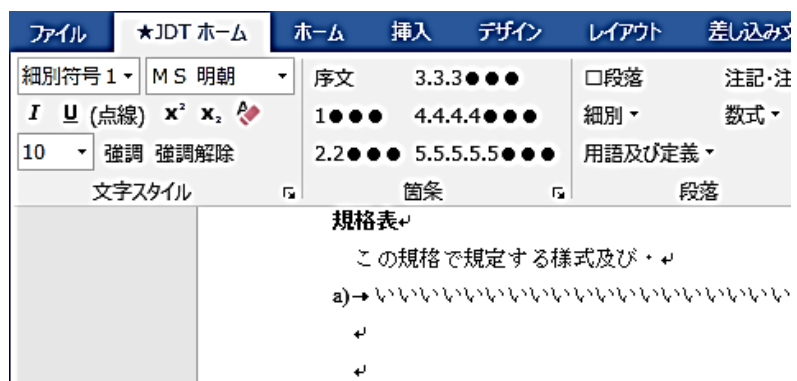 ファイル ★JDT ホーム ホーム 挿入 デザイン レイアウト 差し込み文
細別符号1 MS 明朝 序文 3.3.3●●● 口段落 注記・注
I U (点線) x² x₂ 1●●● 4.4.4.4●●● 細別 数式
10 強調 強調解除 2.2●●● 5.5.5.5.5●●● 用語及び定義
文字スタイル 箇条 段落
規格表↵
この規格で規定する様式及び・↵
a)→いいいいいいいいいいいいいいいいいいい
↵
↵